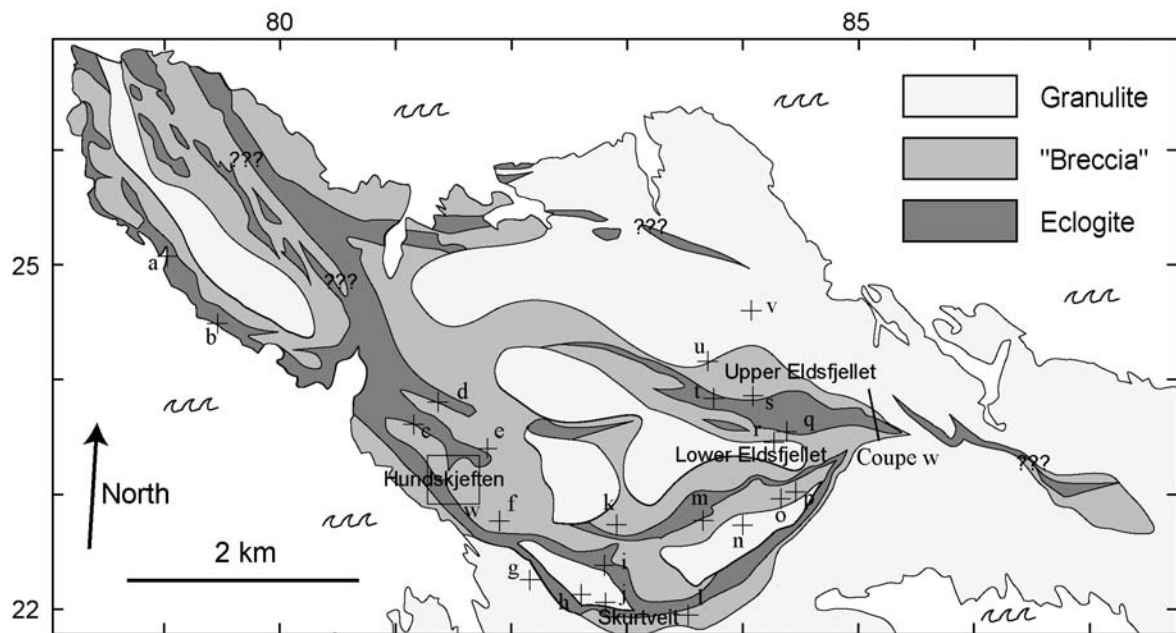 80
85
Granulite
"Breccia"
Eclogite
???
25
a
???
???
b
v
u
Upper Eldsfjellet
d
t
s
c
e
r
q
Lower Eldsfjellet
Coupe w
???
Hundskjeften
North
w
f
k
m
o
p
n
2 km
g
i
h
j
l
22
Skurtveit